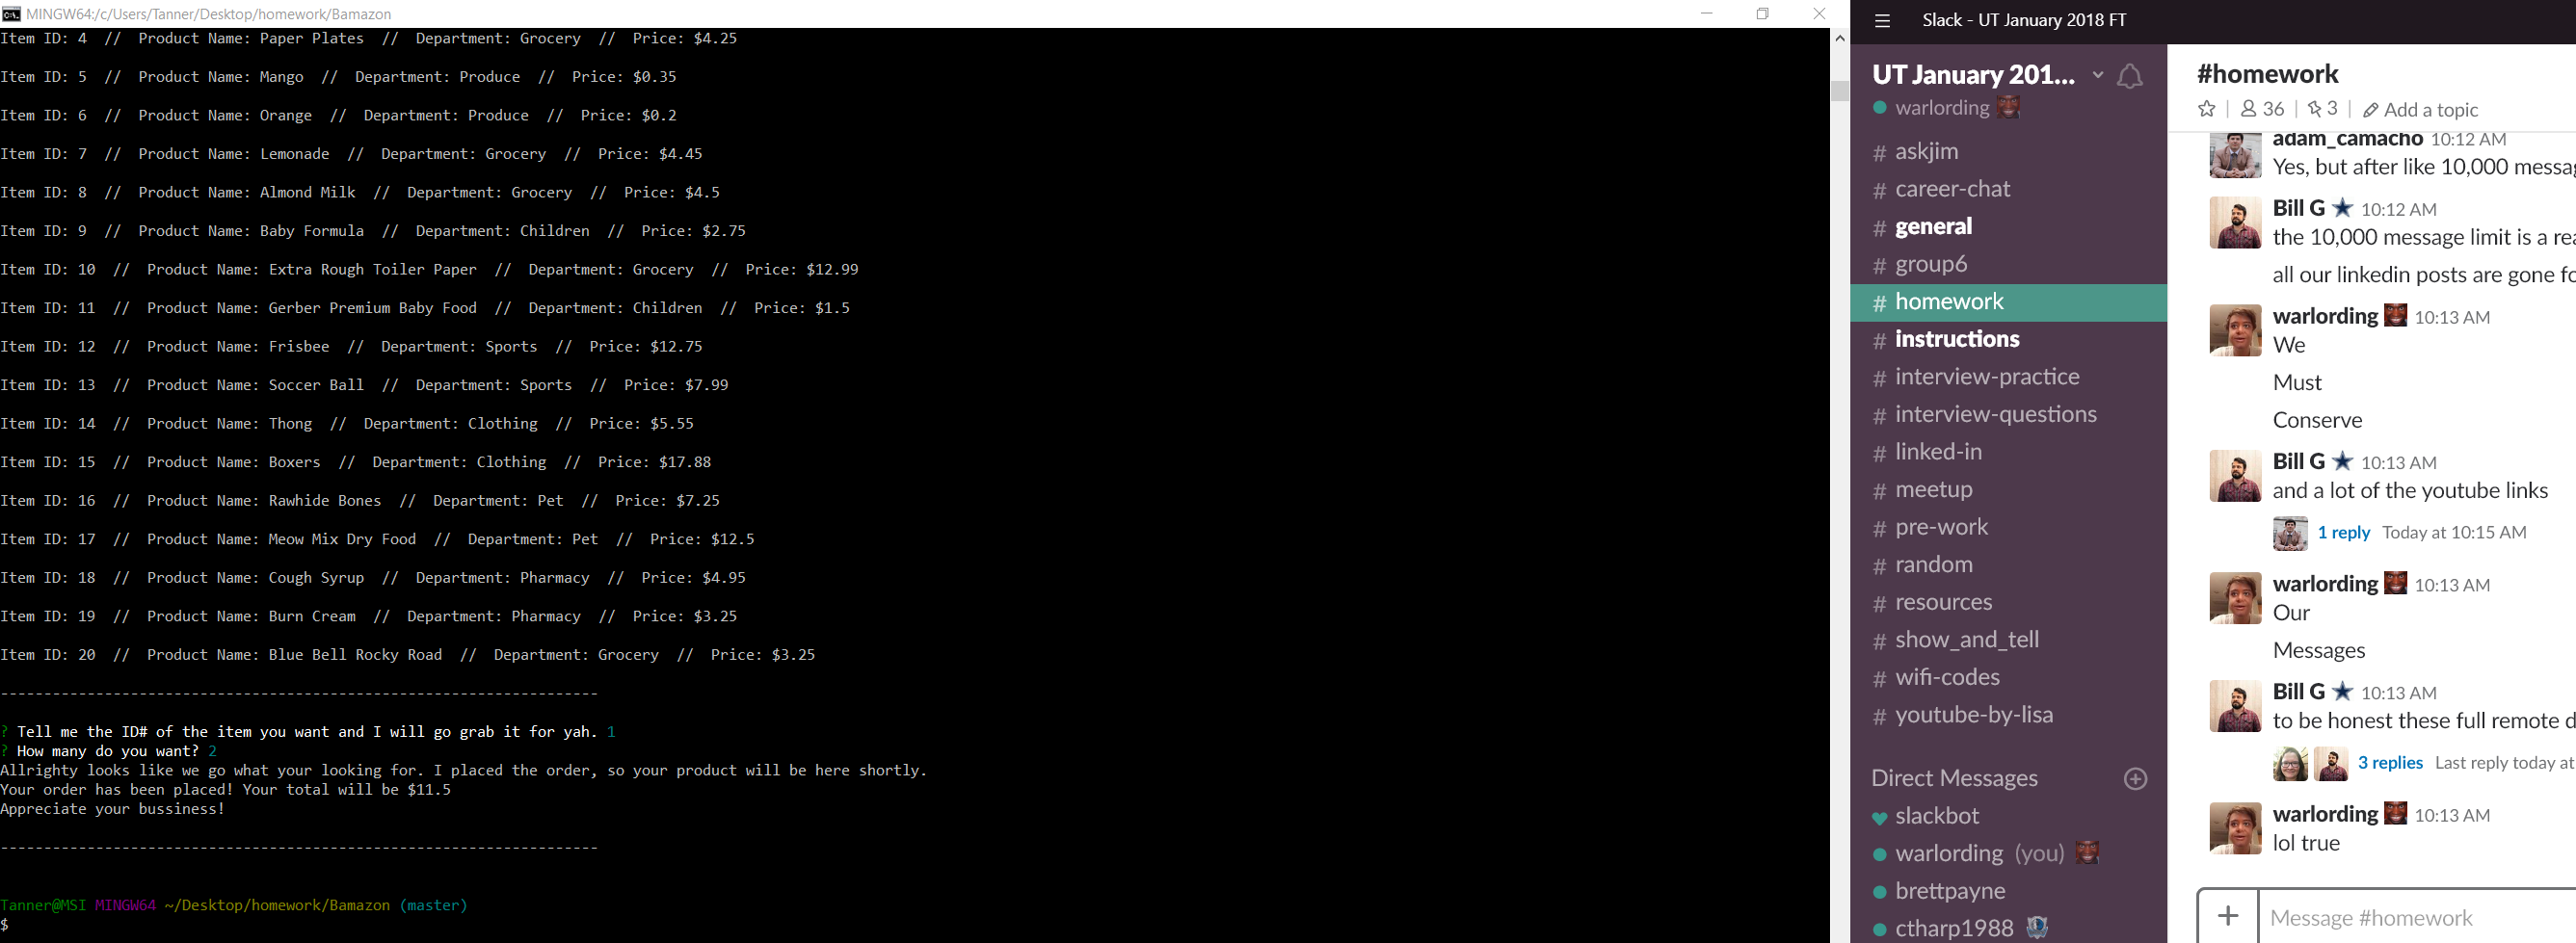 MINGW64:/c/Users/Tanner/Desktop/homework/Bamazon
Item ID: 4  //  Product Name: Paper Plates  //  Department: Grocery  //  Price: $4.25
Item ID: 5  //  Product Name: Mango  //  Department: Produce  //  Price: $0.35
Item ID: 6  //  Product Name: Orange  //  Department: Produce  //  Price: $0.2
Item ID: 7  //  Product Name: Lemonade  //  Department: Grocery  //  Price: $4.45
Item ID: 8  //  Product Name: Almond Milk  //  Department: Grocery  //  Price: $4.5
Item ID: 9  //  Product Name: Baby Formula  //  Department: Children  //  Price: $2.75
Item ID: 10  //  Product Name: Extra Rough Toiler Paper  //  Department: Grocery  //  Price: $12.99
Item ID: 11  //  Product Name: Gerber Premium Baby Food  //  Department: Children  //  Price: $1.5
Item ID: 12  //  Product Name: Frisbee  //  Department: Sports  //  Price: $12.75
Item ID: 13  //  Product Name: Soccer Ball  //  Department: Sports  //  Price: $7.99
Item ID: 14  //  Product Name: Thong  //  Department: Clothing  //  Price: $5.55
Item ID: 15  //  Product Name: Boxers  //  Department: Clothing  //  Price: $17.88
Item ID: 16  //  Product Name: Rawhide Bones  //  Department: Pet  //  Price: $7.25
Item ID: 17  //  Product Name: Meow Mix Dry Food  //  Department: Pet  //  Price: $12.5
Item ID: 18  //  Product Name: Cough Syrup  //  Department: Pharmacy  //  Price: $4.95
Item ID: 19  //  Product Name: Burn Cream  //  Department: Pharmacy  //  Price: $3.25
Item ID: 20  //  Product Name: Blue Bell Rocky Road  //  Department: Grocery  //  Price: $3.25
---------------------------------------------------------------------
? Tell me the ID# of the item you want and I will go grab it for yah. 1
? How many do you want? 2
Allrighty looks like we go what your looking for. I placed the order, so your product will be here shortly.
Your order has been placed! Your total will be $11.5
Appreciate your bussiness!
---------------------------------------------------------------------
Tanner@MSI MINGW64 ~/Desktop/homework/Bamazon (master)
$
Slack - UT January 2018 FT
UT January 201...
warlording
# askjim
# career-chat
# general
# group6
# homework
# instructions
# interview-practice
# interview-questions
# linked-in
# meetup
# pre-work
# random
# resources
# show_and_tell
# wifi-codes
# youtube-by-lisa
Direct Messages
slackbot
warlording (you)
brettpayne
ctharp1988
#homework
36 | 3 | Add a topic
adam_camacho 10:12 AM
Yes, but after like 10,000 messag
Bill G 10:12 AM
the 10,000 message limit is a rea
all our linkedin posts are gone fo
warlording 10:13 AM
We
Must
Conserve
Bill G 10:13 AM
and a lot of the youtube links
1 reply Today at 10:15 AM
warlording 10:13 AM
Our
Messages
Bill G 10:13 AM
to be honest these full remote d
3 replies Last reply today at
warlording 10:13 AM
lol true
+ Message #homework